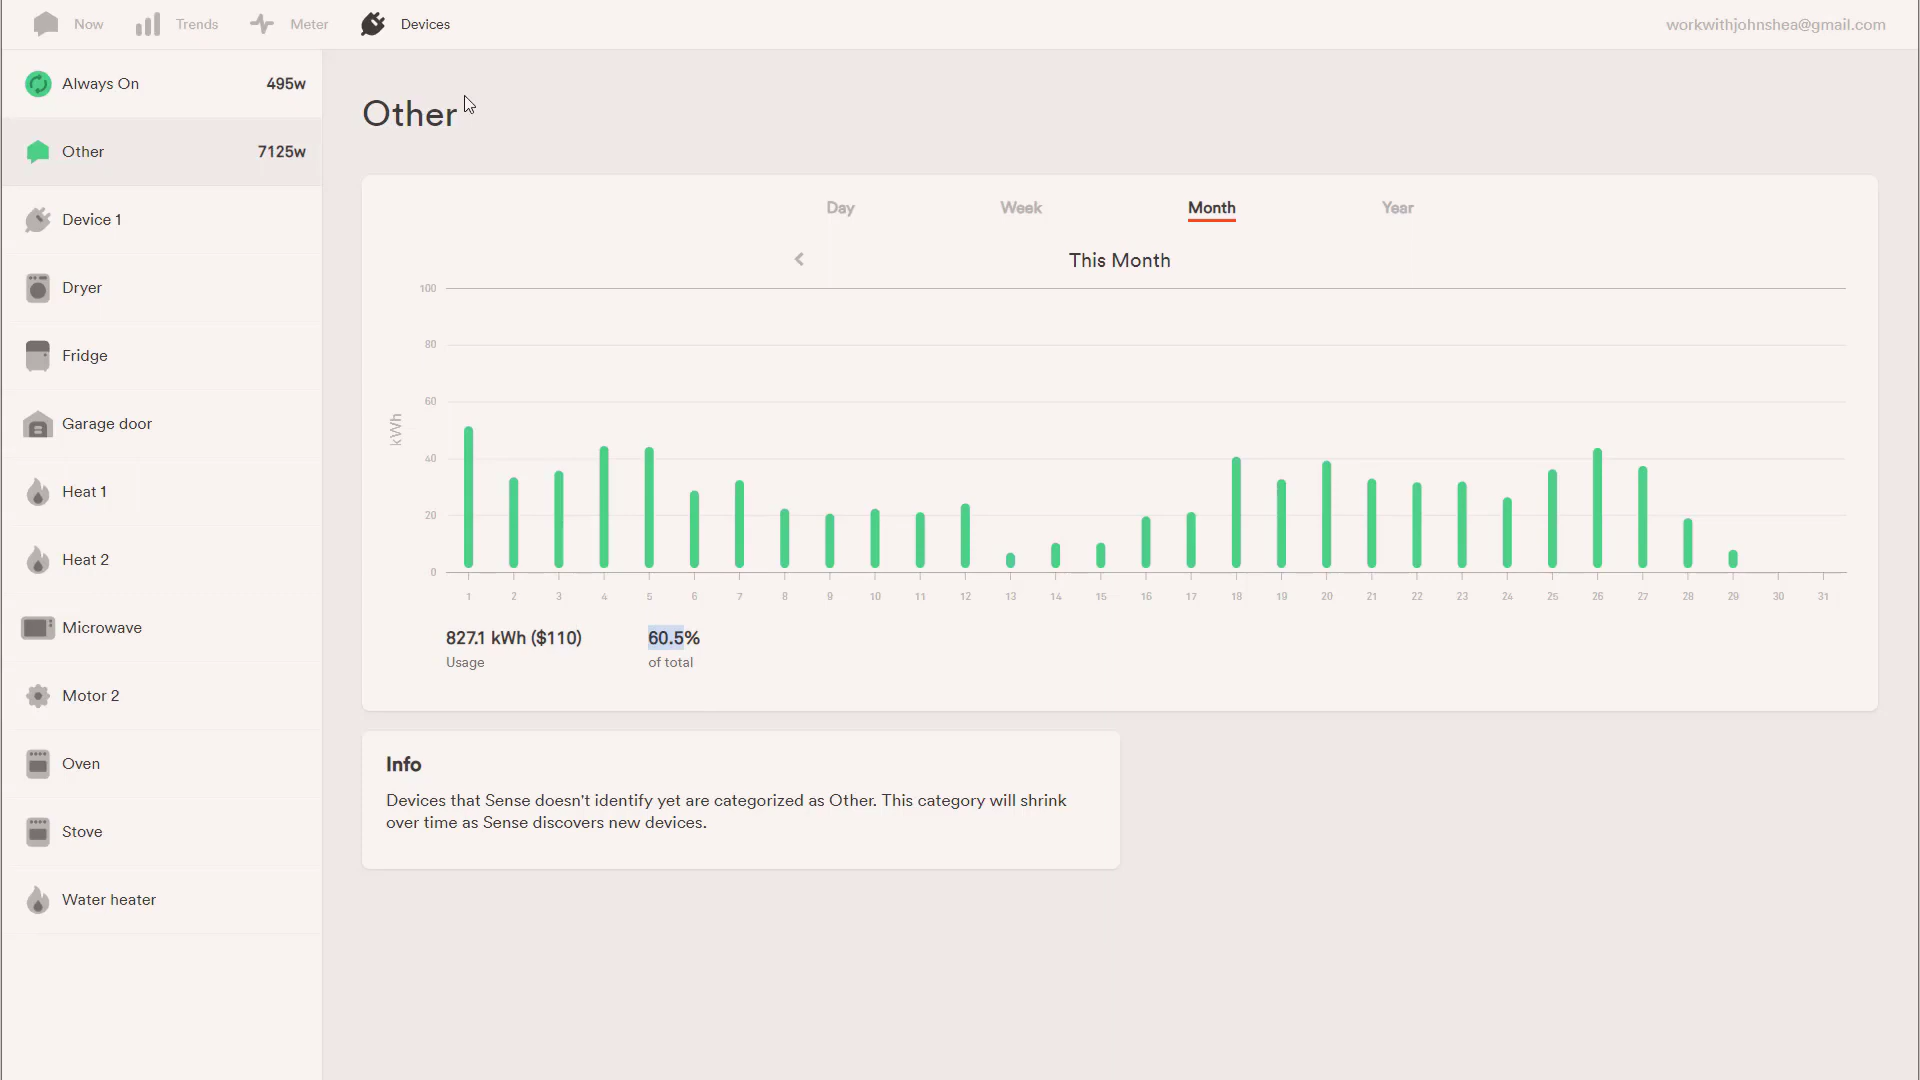 Now Trends Meter Devices workwithjohnshea@gmail.com
Always On 495w
Other 7125w
Device 1
Dryer
Fridge
Garage door
Heat 1
Heat 2
Microwave
Motor 2
Oven
Stove
Water heater
Other
Day Week Month Year
This Month
100
80
60
40
20
0
kWh
1 2 3 4 5 6 7 8 9 10 11 12 13 14 15 16 17 18 19 20 21 22 23 24 25 26 27 28 29 30 31
827.1 kWh ($110) 60.5%
Usage of total
Info
Devices that Sense doesn't identify yet are categorized as Other. This category will shrink
over time as Sense discovers new devices.